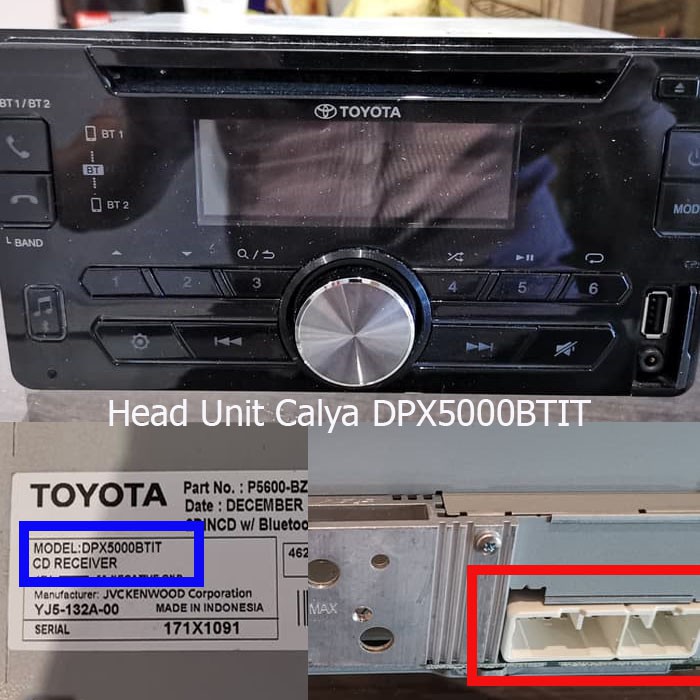 BT1/BT2
TOYOTA
BT 1
BT
BT 2
BAND
MOD
1 2 3 4 5 6
Head Unit Calya DPX5000BTIT
TOYOTA
Part No. : P5600-BZ
Date : DECEMBER
w/ Bluetoo
MODEL:DPX5000BTIT
CD RECEIVER
462
Manufacturer: JVCKENWOOD Corporation
YJ5-132A-00 MADE IN INDONESIA
SERIAL 171X1091
MAX